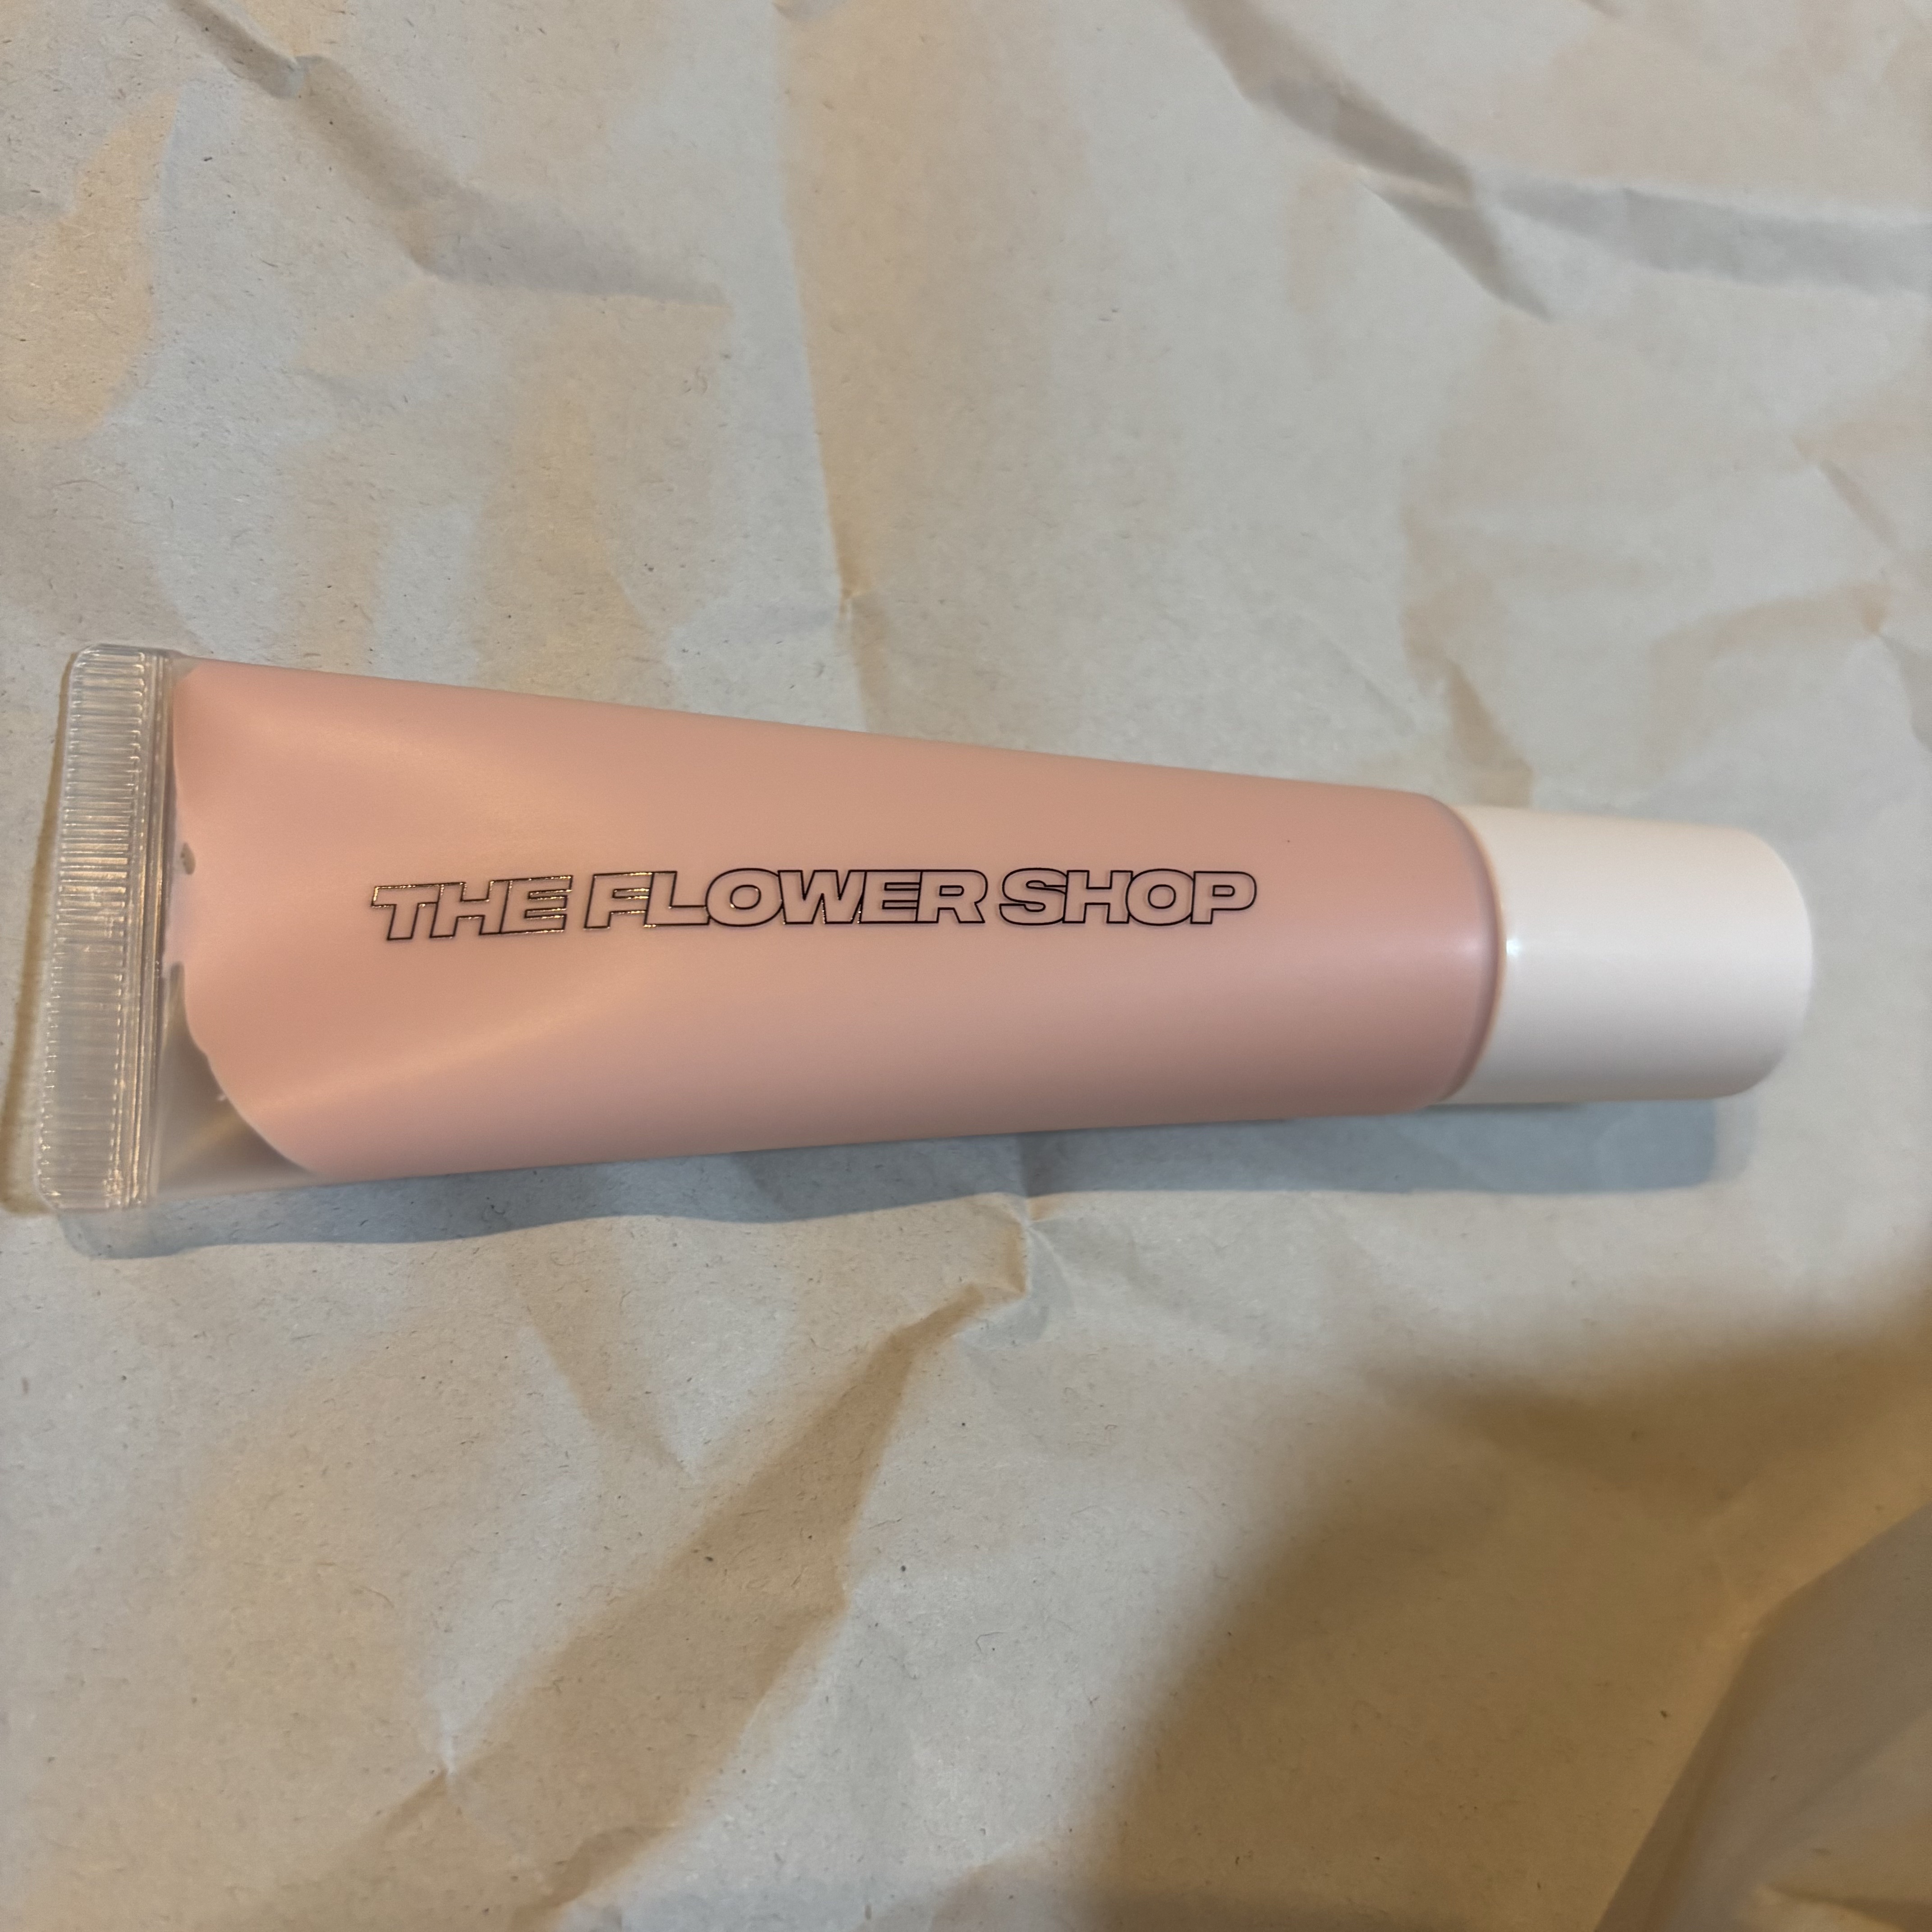 THE FLOWER SHOP